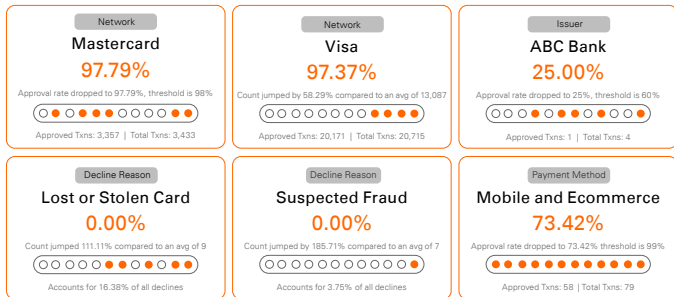 Network
Mastercard
97.79%
Approval rate dropped to 97.79%, threshold is 98%
Approved Txns: 3,357 | Total Txns: 3,433
Network
Visa
97.37%
Count jumped by 58.29% compared to an avg of 13,087
Approved Txns: 20,171 | Total Txns: 20,715
Issuer
ABC Bank
25.00%
Approval rate dropped to 25%, threshold is 60%
Approved Txns: 1 | Total Txns: 4
Decline Reason
Lost or Stolen Card
0.00%
Count jumped 111.11% compared to an avg of 9
Accounts for 16.38% of all declines
Decline Reason
Suspected Fraud
0.00%
Count jumped by 185.71% compared to an avg of 7
Accounts for 3.75% of all declines
Payment Method
Mobile and Ecommerce
73.42%
Approval rate dropped to 73.42% threshold is 99%
Approved Txns: 58 | Total Txns: 79